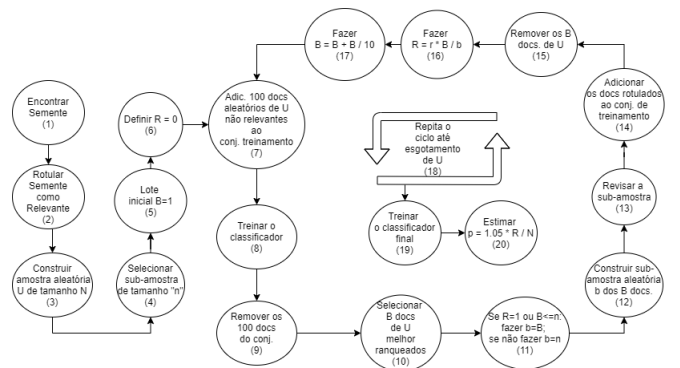 Encontrar
Semente
(1)
Rotular
Semente
como
Relevante
(2)
Construir
amostra aleatória
U de tamanho N
(3)
Selecionar
sub-amostra
de tamanho "n"
(4)
Lote
inicial B=1
(5)
Definir R = 0
(6)
Adic. 100 docs
aleatórios de U
não relevantes
ao
conj. treinamento
(7)
Treinar o
classificador
(8)
Remover os
100 docs
do conj.
(9)
Selecionar
B docs
de U
melhor
ranqueados
(10)
Se R=1 ou B<=n:
fazer b=B;
se não fazer b=n
(11)
Construir sub-
amostra aleatória
b dos B docs.
(12)
Revisar a
sub-amostra
(13)
Adicionar
os docs rotulados
ao conj. de
treinamento
(14)
Remover os B
docs. de U
(15)
Fazer
R = r * B / b
(16)
Fazer
B = B + B / 10
(17)
Repita o
ciclo até
esgotamento
de U
(18)
Treinar
o classificador
final
(19)
Estimar
p = 1.05 * R / N
(20)